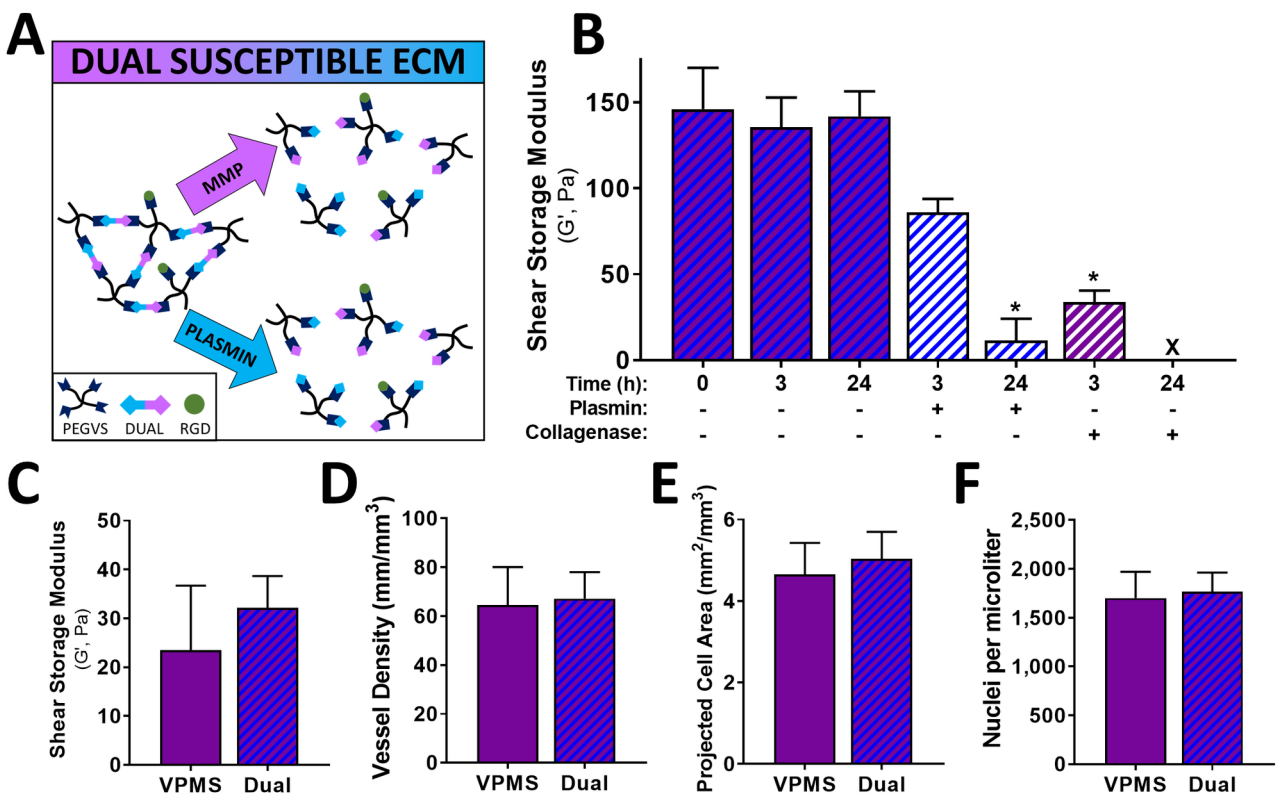 A
DUAL SUSCEPTIBLE ECM
MMP
PLASMIN
PEGVS DUAL RGD
B
Shear Storage Modulus
(G', Pa)
150
100
50
0
*
*
X
Time (h): 0 3 24 3 24 3 24
Plasmin: - - - + + - -
Collagenase: - - - - - + +
C
Shear Storage Modulus
(G', Pa)
50
40
30
20
10
0
VPMS Dual
D
Vessel Density (mm/mm³)
100
80
60
40
20
0
VPMS Dual
E
Projected Cell Area (mm²/mm³)
6
4
2
0
VPMS Dual
F
Nuclei per microliter
2,500
2,000
1,500
1,000
500
0
VPMS Dual